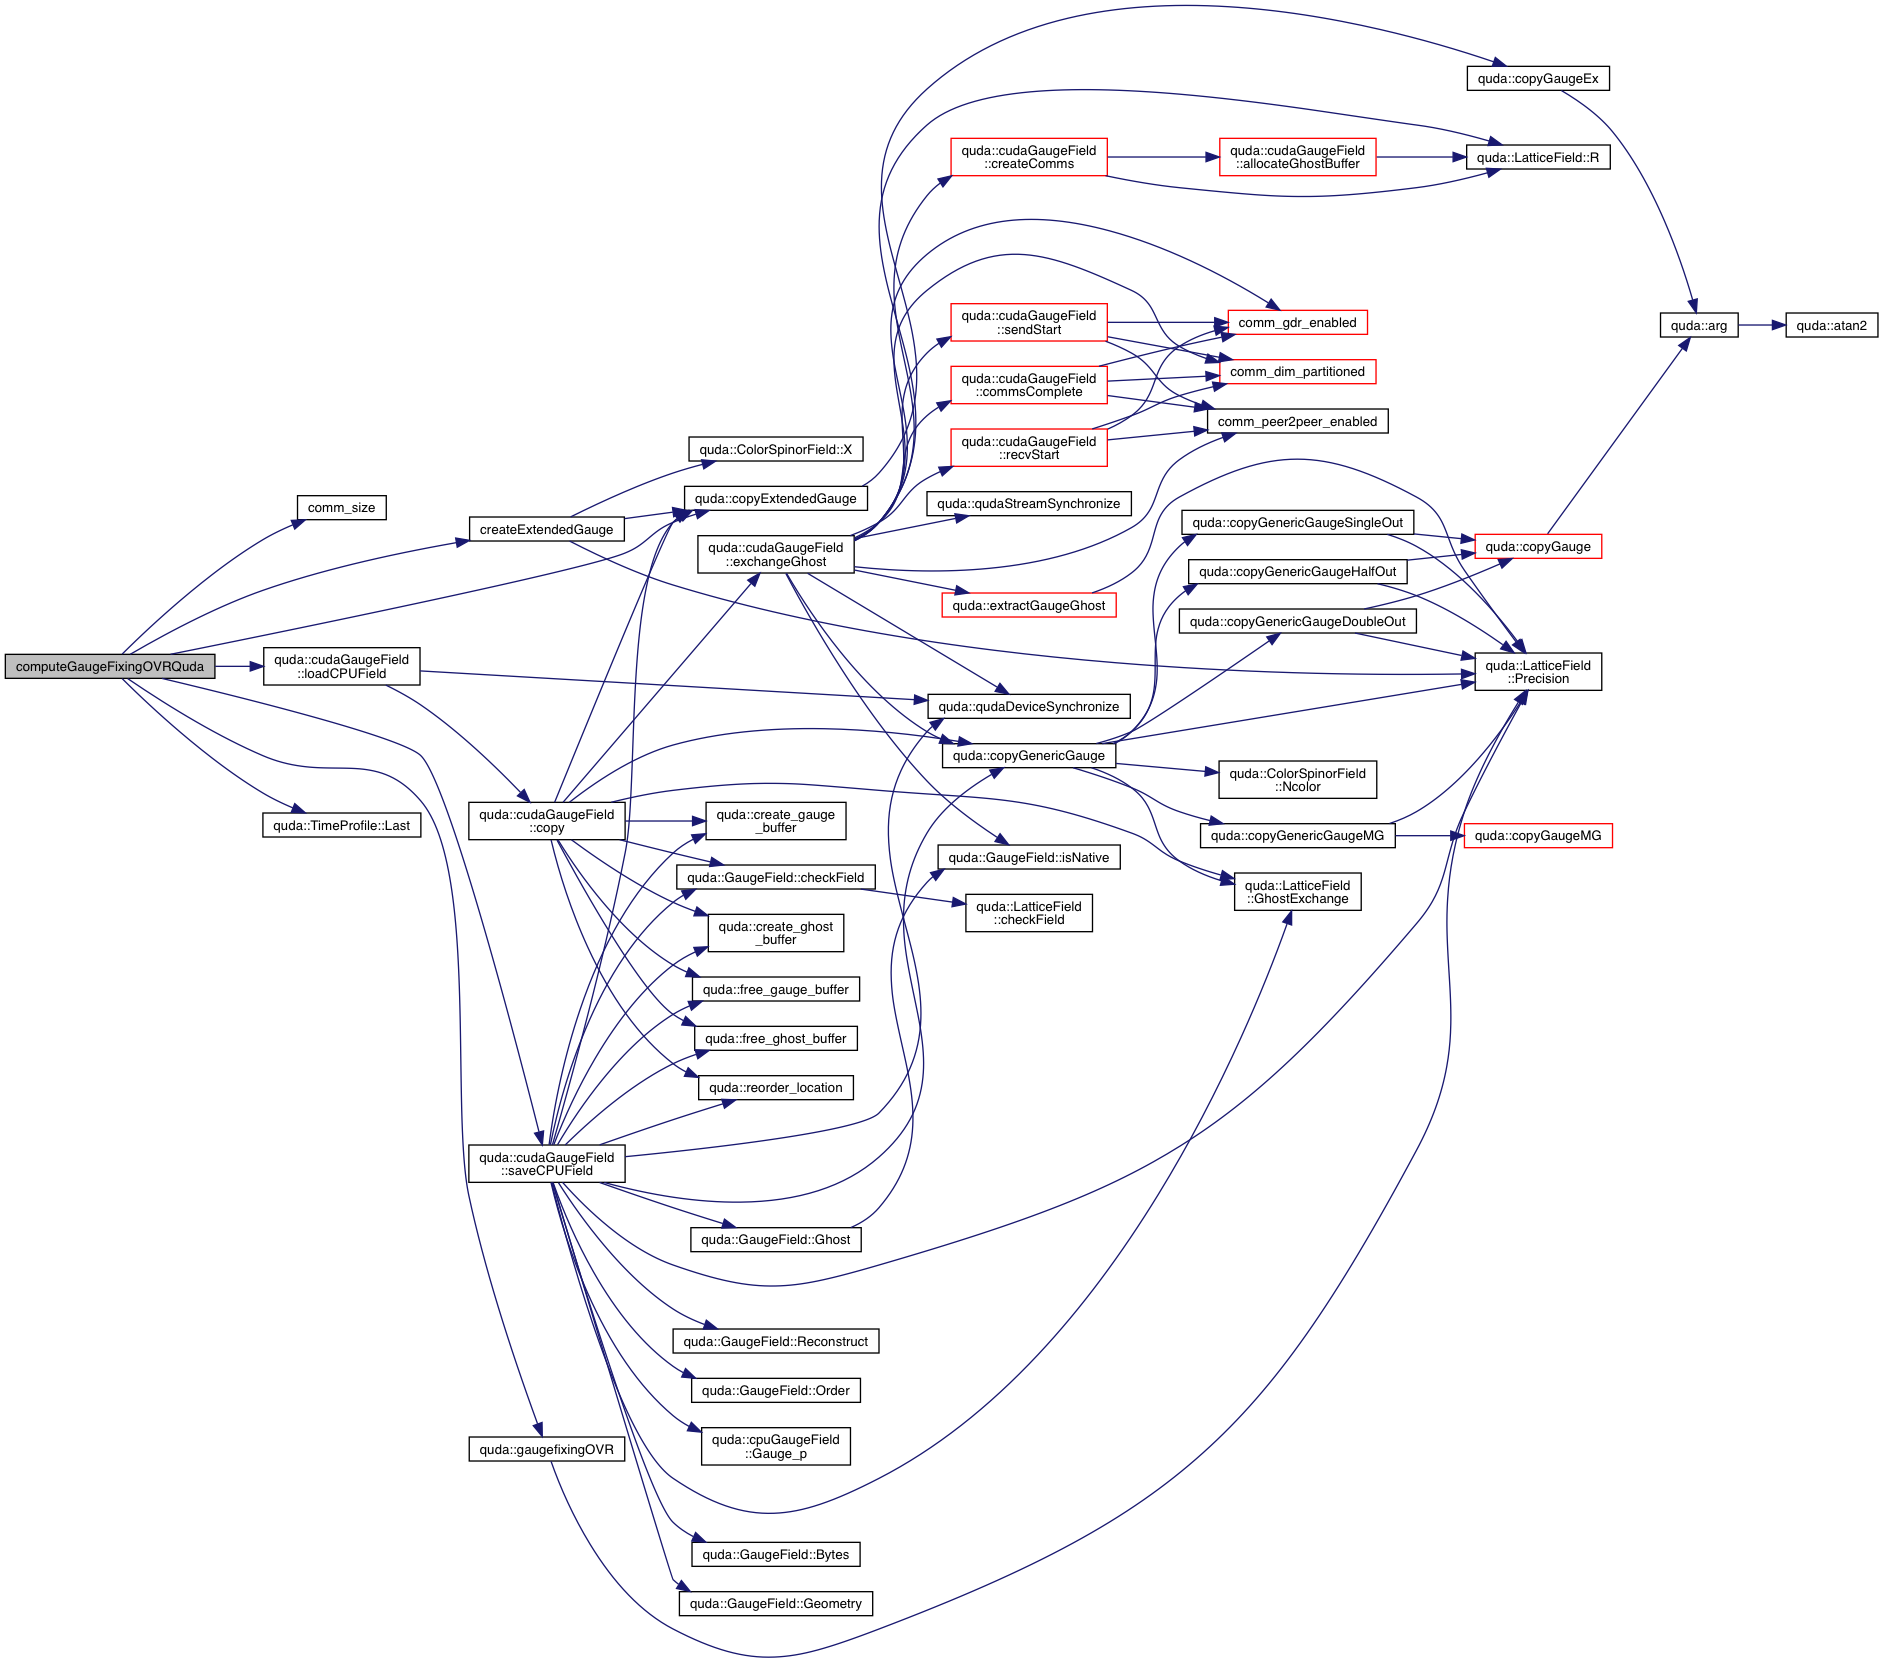 computeGaugeFixingOVRQuda
comm_size
quda::cudaGaugeField
::loadCPUField
quda::TimeProfile::Last
createExtendedGauge
quda::cudaGaugeField
::copy
quda::cudaGaugeField
::saveCPUField
quda::gaugefixingOVR
quda::ColorSpinorField::X
quda::copyExtendedGauge
quda::cudaGaugeField
::exchangeGhost
quda::create_gauge
_buffer
quda::GaugeField::checkField
quda::create_ghost
_buffer
quda::free_gauge_buffer
quda::free_ghost_buffer
quda::reorder_location
quda::GaugeField::Ghost
quda::GaugeField::Reconstruct
quda::GaugeField::Order
quda::cpuGaugeField
::Gauge_p
quda::GaugeField::Bytes
quda::GaugeField::Geometry
quda::cudaGaugeField
::createComms
quda::cudaGaugeField
::sendStart
quda::cudaGaugeField
::commsComplete
quda::cudaGaugeField
::recvStart
quda::qudaStreamSynchronize
quda::extractGaugeGhost
quda::qudaDeviceSynchronize
quda::copyGenericGauge
quda::GaugeField::isNative
quda::LatticeField
::checkField
quda::cudaGaugeField
::allocateGhostBuffer
comm_gdr_enabled
comm_dim_partitioned
comm_peer2peer_enabled
quda::copyGenericGaugeSingleOut
quda::copyGenericGaugeHalfOut
quda::copyGenericGaugeDoubleOut
quda::ColorSpinorField
::Ncolor
quda::copyGenericGaugeMG
quda::LatticeField
::GhostExchange
quda::copyGaugeEx
quda::LatticeField::R
quda::copyGauge
quda::LatticeField
::Precision
quda::copyGaugeMG
quda::arg
quda::atan2